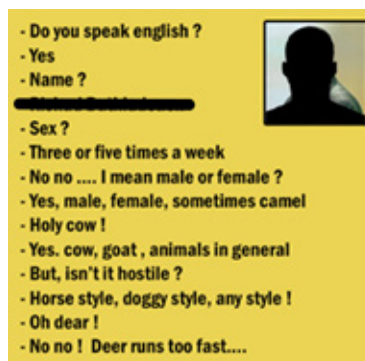 - Do you speak english ?
- Yes
- Name ?
- Sex ?
- Three or five times a week
- No no .... I mean male or female ?
- Yes, male, female, sometimes camel
- Holy cow !
- Yes. cow, goat , animals in general
- But, isn't it hostile ?
- Horse style, doggy style, any style !
- Oh dear !
- No no ! Deer runs too fast....